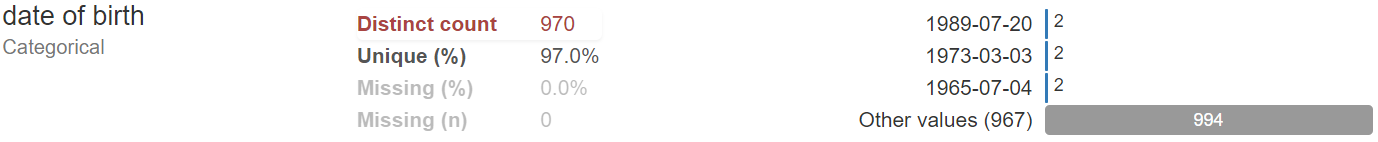 date of birth
Categorical
Distinct count 970
Unique (%) 97.0%
Missing (%) 0.0%
Missing (n) 0
1989-07-20 2
1973-03-03 2
1965-07-04 2
Other values (967) 994